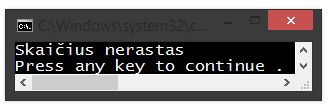 C:\Windows\system32\c...
Skaičius nerastas
Press any key to continue .